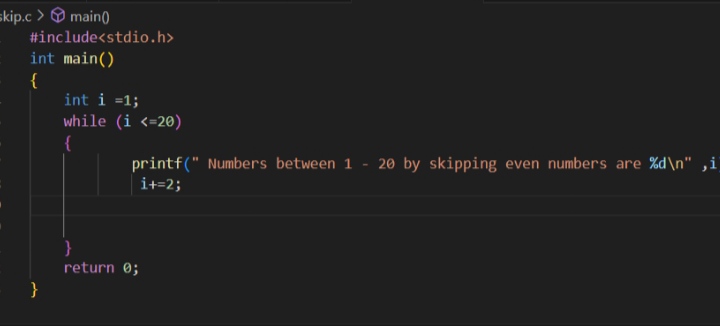 skip.c > main()
#include<stdio.h>
int main()
{
int i =1;
while (i <=20)
{
printf(" Numbers between 1 - 20 by skipping even numbers are %d\n" ,i
i+=2;
}
return 0;
}